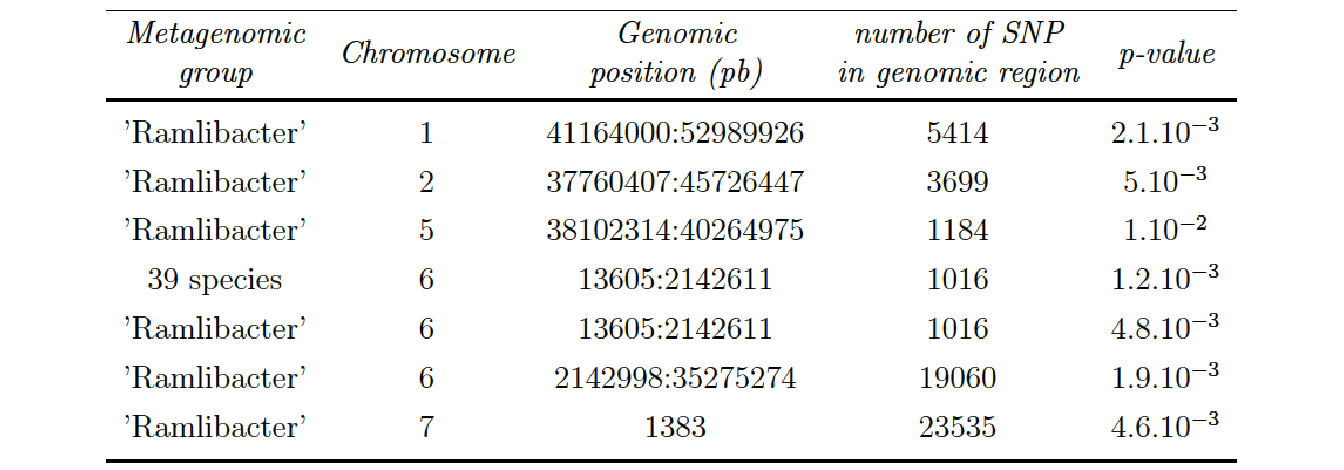 Metagenomic group Chromosome Genomic position (pb) number of SNP in genomic region p-value
'Ramlibacter' 1 41164000:52989926 5414 2.1.10⁻³
'Ramlibacter' 2 37760407:45726447 3699 5.10⁻³
'Ramlibacter' 5 38102314:40264975 1184 1.10⁻²
39 species 6 13605:2142611 1016 1.2.10⁻³
'Ramlibacter' 6 13605:2142611 1016 4.8.10⁻³
'Ramlibacter' 6 2142998:35275274 19060 1.9.10⁻³
'Ramlibacter' 7 1383 23535 4.6.10⁻³